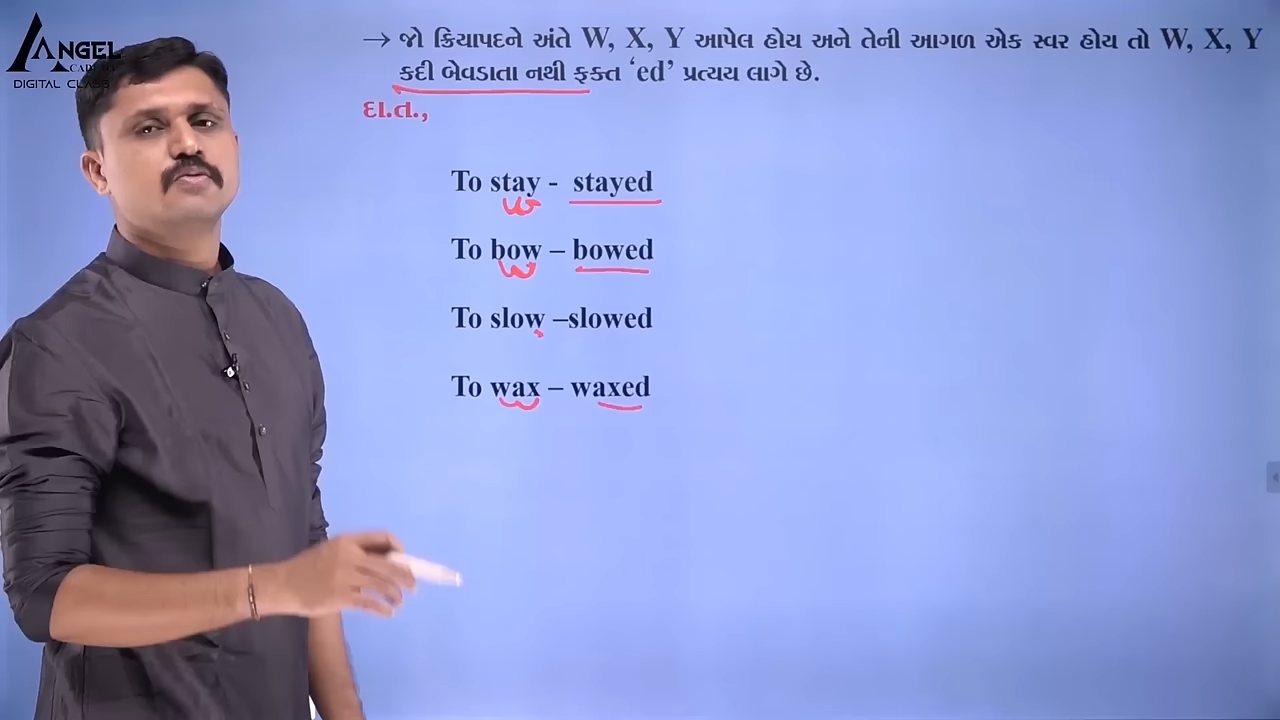 ANGEL
ACADEMY
DIGITAL CLASS
→ જો ક્રિયાપદને અંતે W, X, Y આપેલ હોય અને તેની આગળ એક સ્વર હોય તો W, X, Y
કદી બેવડાતા નથી ફક્ત ‘ed’ પ્રત્યય લાગે છે.
દા.ત.,
To stay - stayed
To bow – bowed
To slow –slowed
To wax – waxed